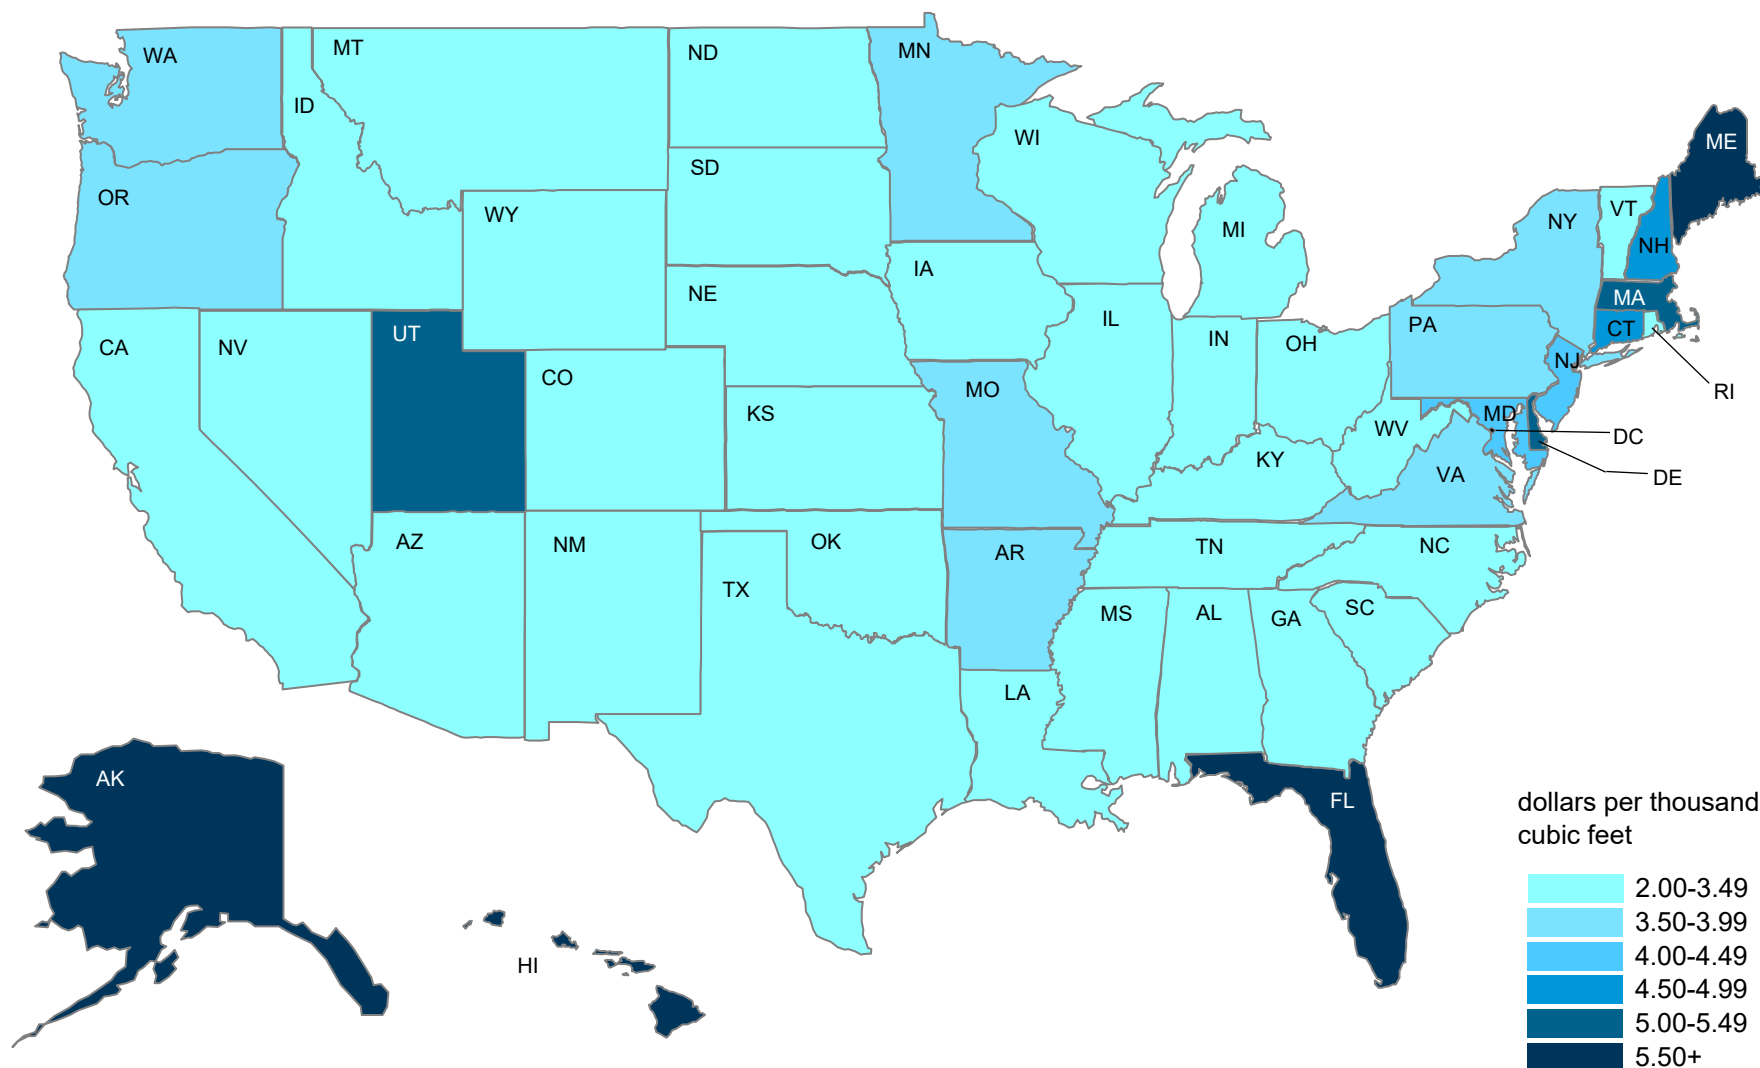 WA
MT
ND
MN
ID
WI
SD
ME
OR
WY
VT
NY
MI
NH
IA
NE
MA
IL
PA
CT
UT
IN
CA
NV
OH
NJ
CO
MO
RI
KS
MD
WV
DC
KY
VA
DE
AZ
NM
OK
AR
TN
NC
TX
MS
AL
GA
SC
LA
AK
FL
HI
dollars per thousand
cubic feet
2.00-3.49
3.50-3.99
4.00-4.49
4.50-4.99
5.00-5.49
5.50+